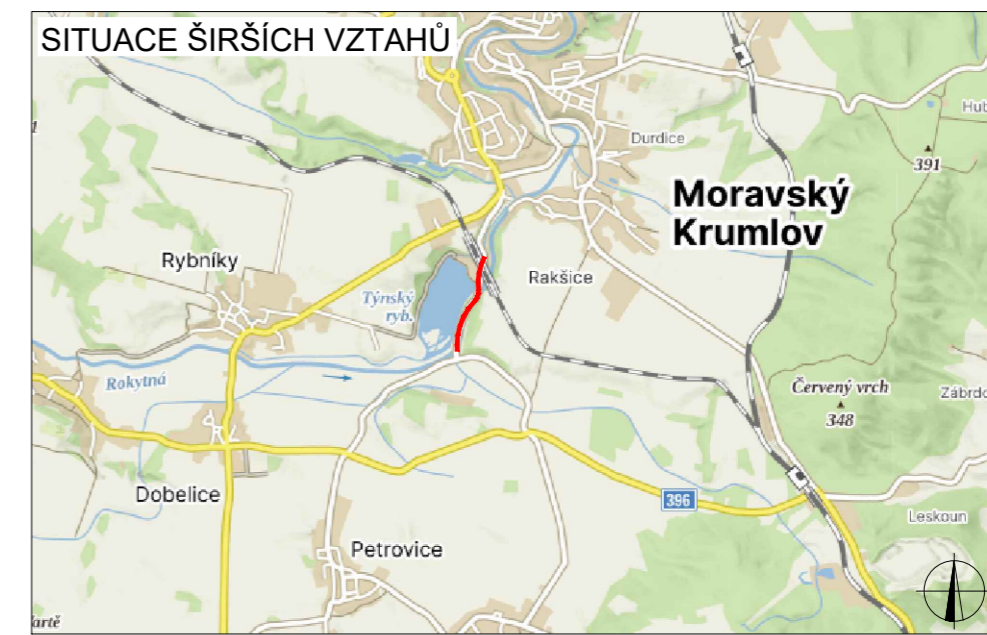 SITUACE ŠIRŠÍCH VZTAHŮ
Hub
Durdice
391
Moravský
Krumlov
Rybníky
Rakšice
Týnský
ryb.
Rokytná
Červený vrch
348
Zábrdo
Dobelice
396
Leskoun
Petrovice
artě